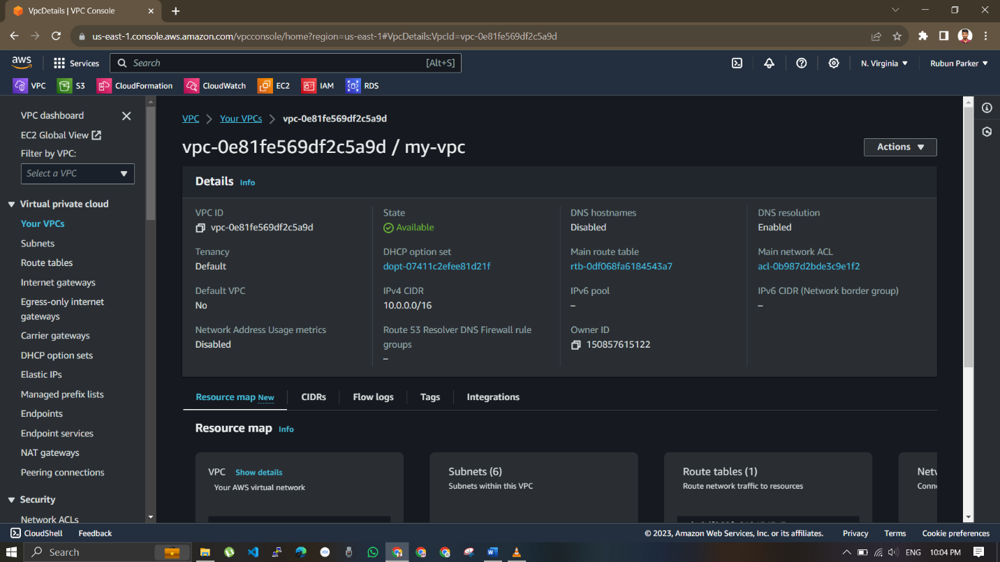 VpcDetails | VPC Console
us-east-1.console.aws.amazon.com/vpcconsole/home?region=us-east-1#VpcDetails:VpcId=vpc-0e81fe569df2c5a9d
aws Services Search [Alt+S] N. Virginia Rubun Parker
VPC S3 CloudFormation CloudWatch EC2 IAM RDS
VPC dashboard
EC2 Global View
Filter by VPC:
Select a VPC
Virtual private cloud
Your VPCs
Subnets
Route tables
Internet gateways
Egress-only internet
gateways
Carrier gateways
DHCP option sets
Elastic IPs
Managed prefix lists
Endpoints
Endpoint services
NAT gateways
Peering connections
Security
Network ACLs
VPC Your VPCs vpc-0e81fe569df2c5a9d
vpc-0e81fe569df2c5a9d / my-vpc
Actions
Details Info
VPC ID
vpc-0e81fe569df2c5a9d
State
Available
DNS hostnames
Disabled
DNS resolution
Enabled
Tenancy
Default
DHCP option set
dopt-07411c2efee81d21f
Main route table
rtb-0df068fa6184543a7
Main network ACL
acl-0b987d2bde3c9e1f2
Default VPC
No
IPv4 CIDR
10.0.0.0/16
IPv6 pool
–
IPv6 CIDR (Network border group)
–
Network Address Usage metrics
Disabled
Route 53 Resolver DNS Firewall rule
groups
–
Owner ID
150857615122
Resource map New CIDRs Flow logs Tags Integrations
Resource map Info
VPC Show details
Your AWS virtual network
Subnets (6)
Subnets within this VPC
Route tables (1)
Route network traffic to resources
CloudShell Feedback © 2023, Amazon Web Services, Inc. or its affiliates. Privacy Terms Cookie preferences
Search ENG 10:04 PM